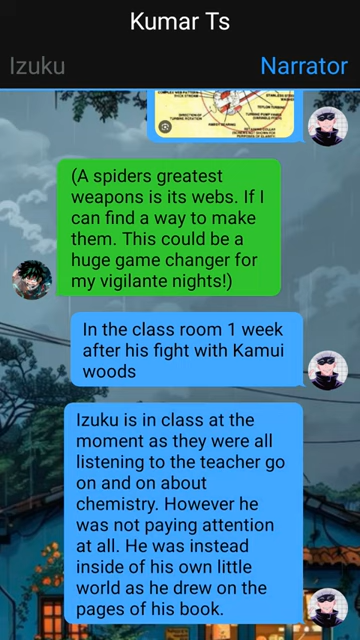 Kumar Ts
Izuku
Narrator
(A spiders greatest
weapons is its webs. If I
can find a way to make
them. This could be a
huge game changer for
my vigilante nights!)
In the class room 1 week
after his fight with Kamui
woods
Izuku is in class at the
moment as they were all
listening to the teacher go
on and on about
chemistry. However he
was not paying attention
at all. He was instead
inside of his own little
world as he drew on the
pages of his book.